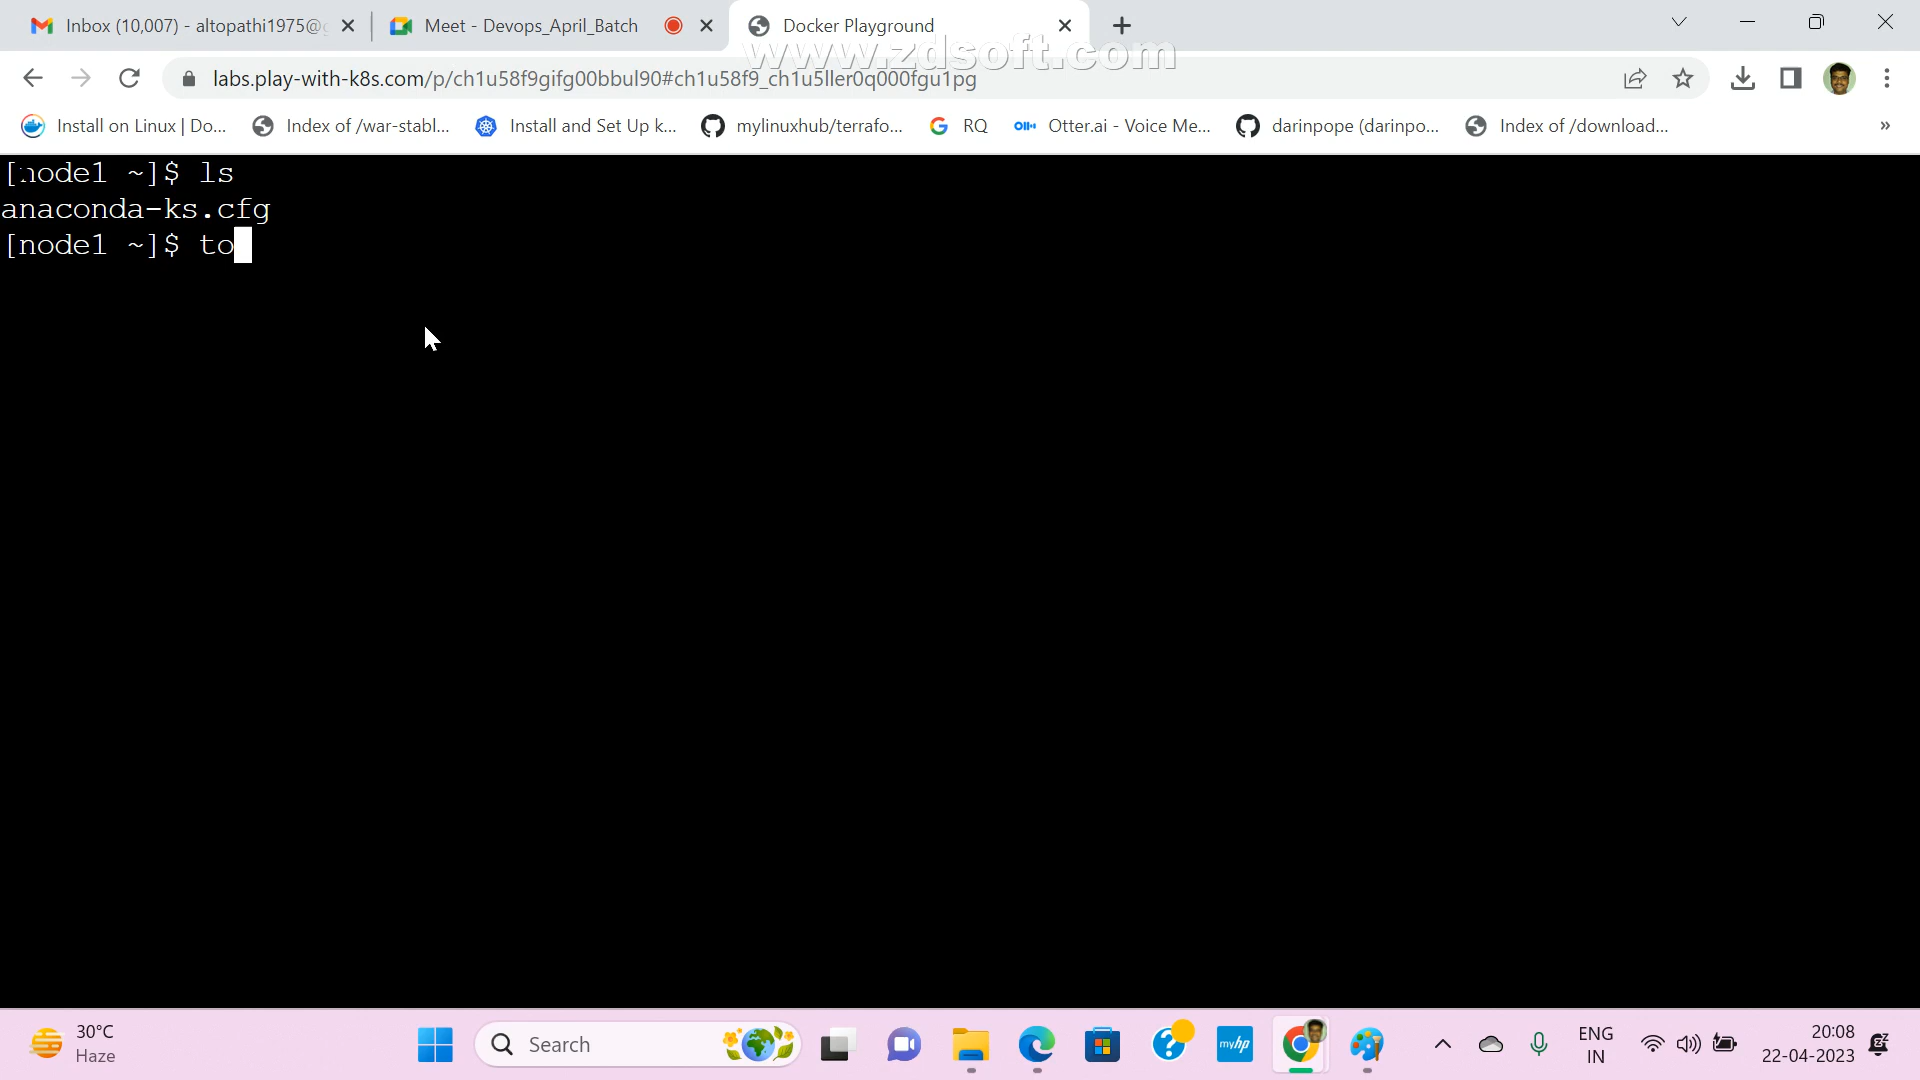 Inbox (10,007) - altopathi1975@g
Meet - Devops_April_Batch
Docker Playground
www.zdsoft.com
labs.play-with-k8s.com/p/ch1u58f9gifg00bbul90#ch1u58f9_ch1u5ller0q000fgu1pg
Install on Linux | Do...
Index of /war-stabl...
Install and Set Up k...
mylinuxhub/terrafo...
RQ
Otter.ai - Voice Me...
darinpope (darinpo...
Index of /download...
»
[node1 ~]$ ls
anaconda-ks.cfg
[node1 ~]$ to
30°C
Haze
Search
myhp
ENG
IN
20:08
22-04-2023